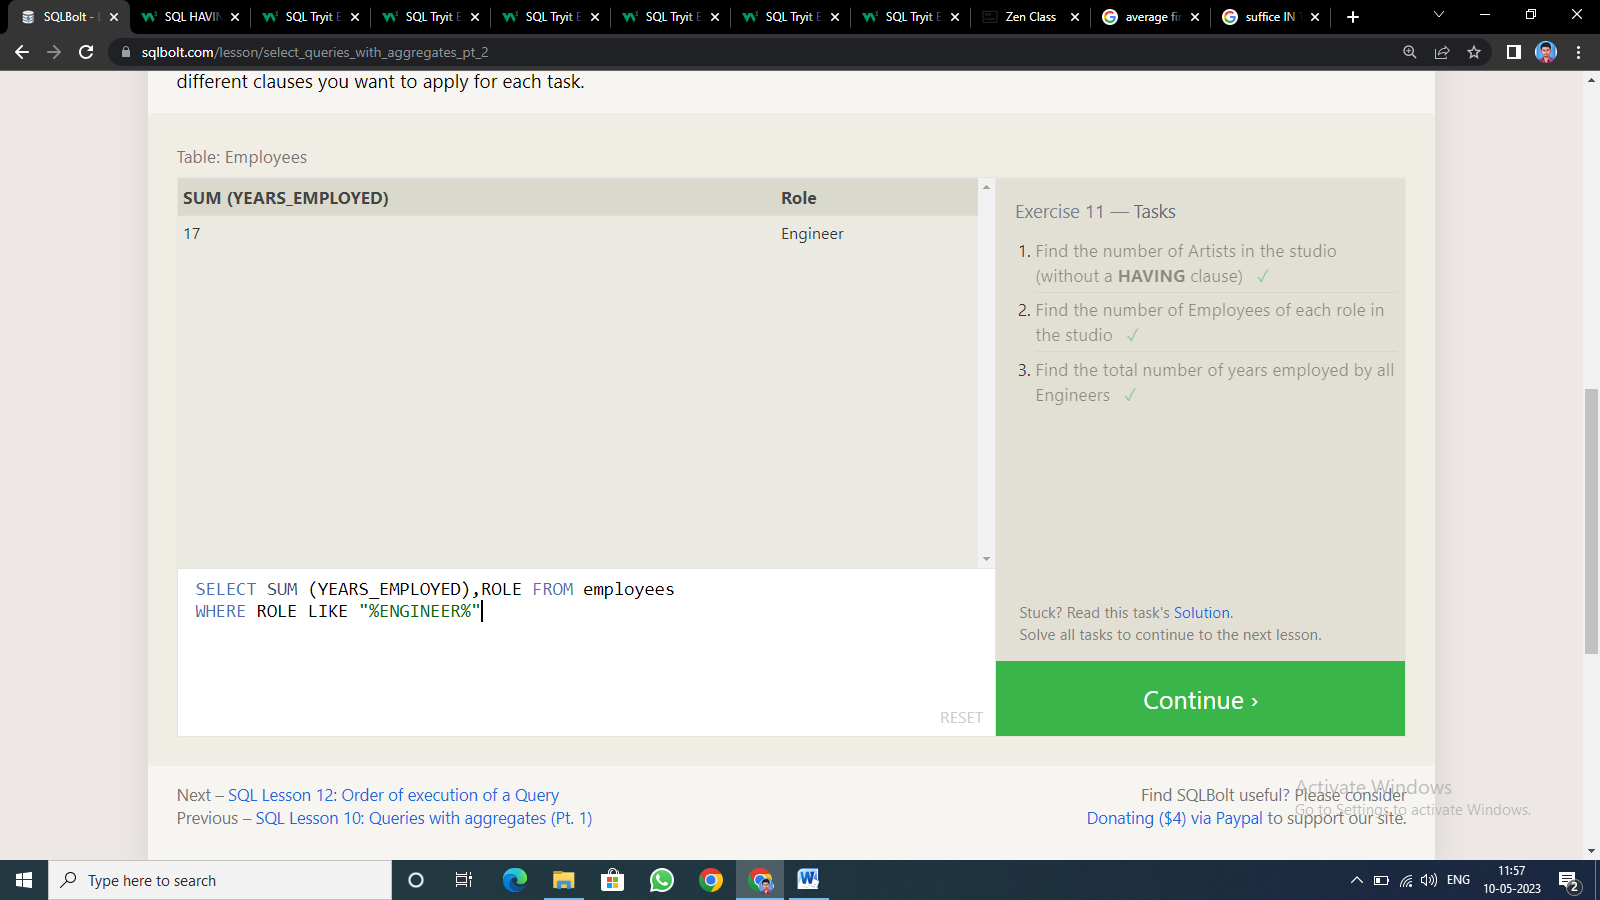 SQLBolt -
SQL HAVIN
SQL Tryit E
SQL Tryit E
SQL Tryit E
SQL Tryit E
SQL Tryit E
SQL Tryit E
Zen Class
average fi
suffice IN
sqlbolt.com/lesson/select_queries_with_aggregates_pt_2
different clauses you want to apply for each task.
Table: Employees
SUM (YEARS_EMPLOYED) Role
17 Engineer
Exercise 11 — Tasks
1. Find the number of Artists in the studio
(without a HAVING clause) ✓
2. Find the number of Employees of each role in
the studio ✓
3. Find the total number of years employed by all
Engineers ✓
SELECT SUM (YEARS_EMPLOYED),ROLE FROM employees
WHERE ROLE LIKE "%ENGINEER%"
RESET
Stuck? Read this task's Solution.
Solve all tasks to continue to the next lesson.
Continue ›
Next – SQL Lesson 12: Order of execution of a Query
Previous – SQL Lesson 10: Queries with aggregates (Pt. 1)
Find SQLBolt useful? Please consider
Donating ($4) via Paypal to support our site.
Activate Windows
Go to Settings to activate Windows.
Type here to search
ENG
11:57
10-05-2023
2